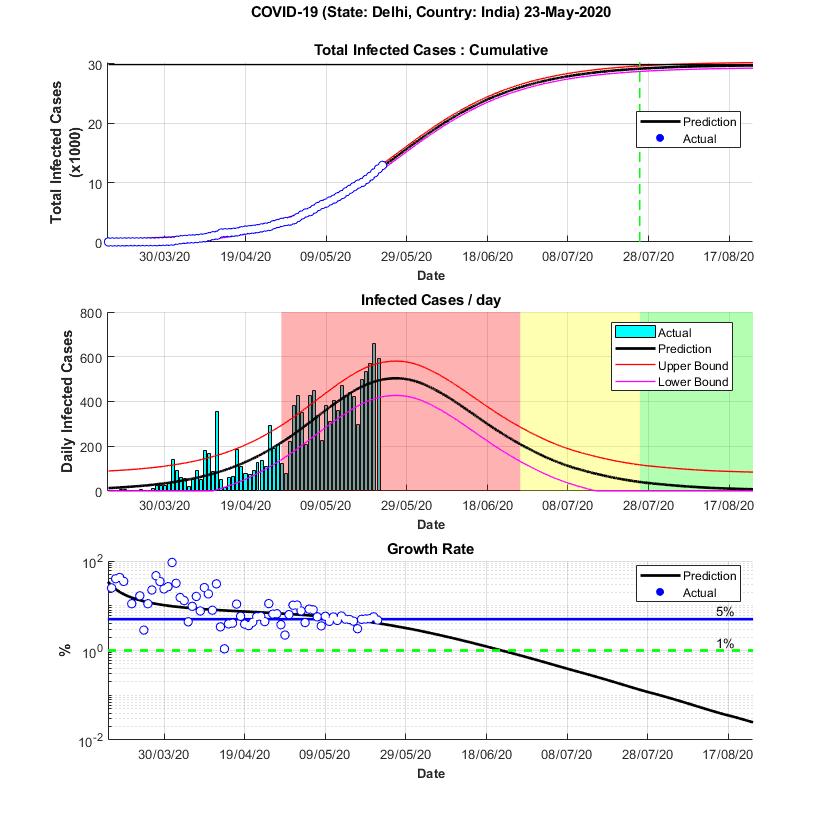 COVID-19 (State: Delhi, Country: India) 23-May-2020
Total Infected Cases : Cumulative
Total Infected Cases
(x1000)
30
20
10
0
Prediction
Actual
30/03/20 19/04/20 09/05/20 29/05/20 18/06/20 08/07/20 28/07/20 17/08/20
Date
Infected Cases / day
Daily Infected Cases
800
600
400
200
0
Actual
Prediction
Upper Bound
Lower Bound
30/03/20 19/04/20 09/05/20 29/05/20 18/06/20 08/07/20 28/07/20 17/08/20
Date
Growth Rate
%
10^2
10^0
10^-2
Prediction
Actual
5%
1%
30/03/20 19/04/20 09/05/20 29/05/20 18/06/20 08/07/20 28/07/20 17/08/20
Date